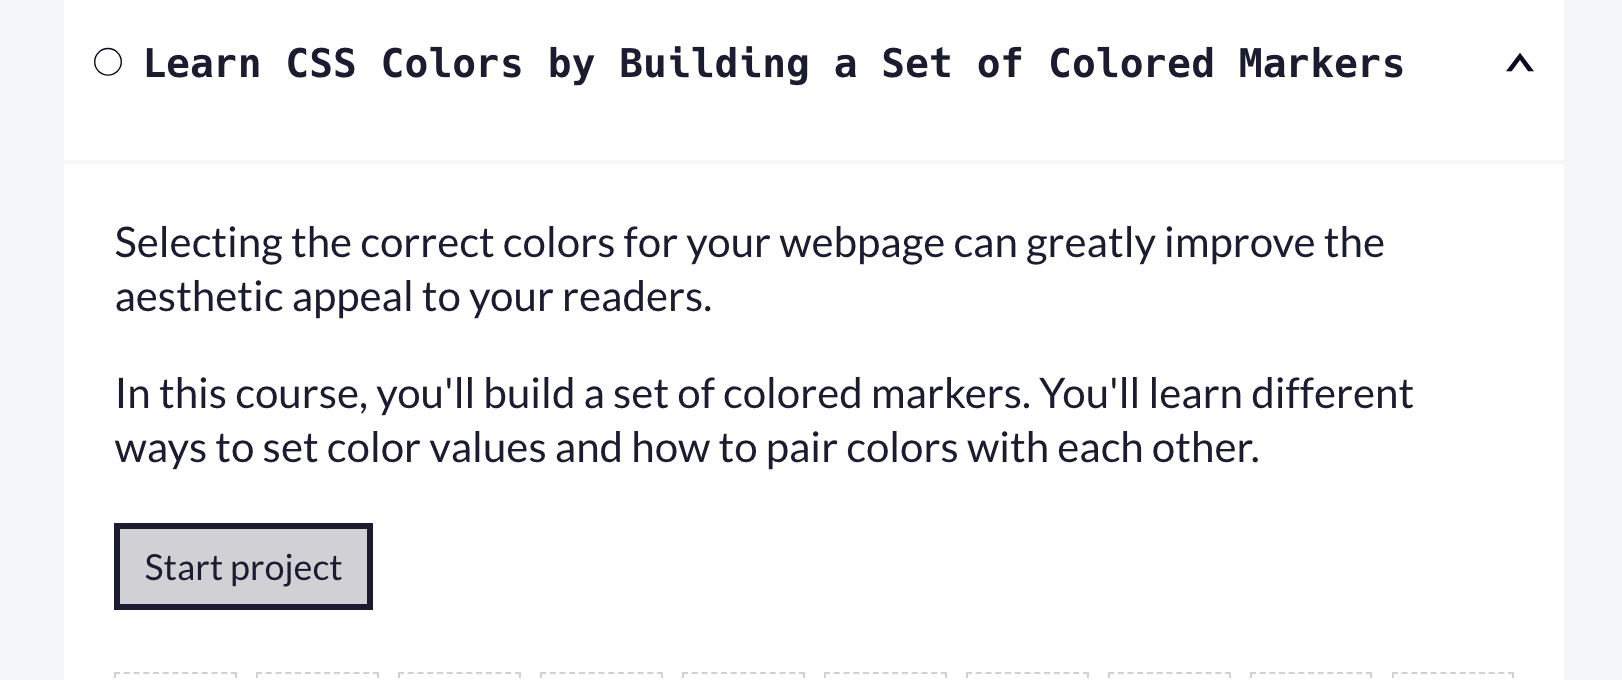 Learn CSS Colors by Building a Set of Colored Markers
Selecting the correct colors for your webpage can greatly improve the
aesthetic appeal to your readers.
In this course, you'll build a set of colored markers. You'll learn different
ways to set color values and how to pair colors with each other.
Start project